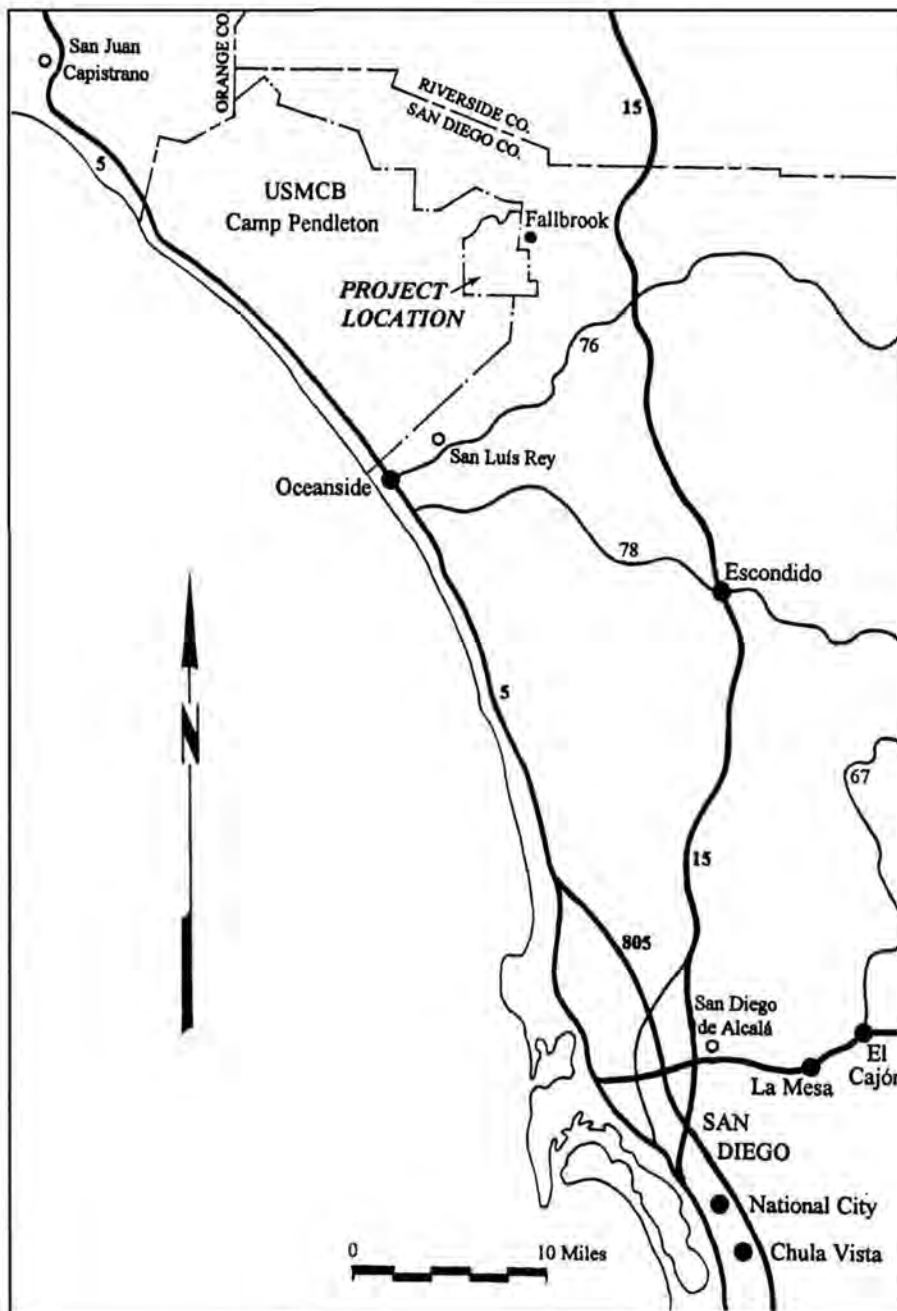 San Juan
Capistrano
ORANGE CO.
RIVERSIDE CO.
SAN DIEGO CO.
15
5
USMCB
Camp Pendleton
Fallbrook
PROJECT
LOCATION
76
San Luís Rey
Oceanside
78
Escondido
N
5
67
15
805
San Diego
de Alcalá
El
Cajón
La Mesa
SAN
DIEGO
National City
Chula Vista
0 10 Miles